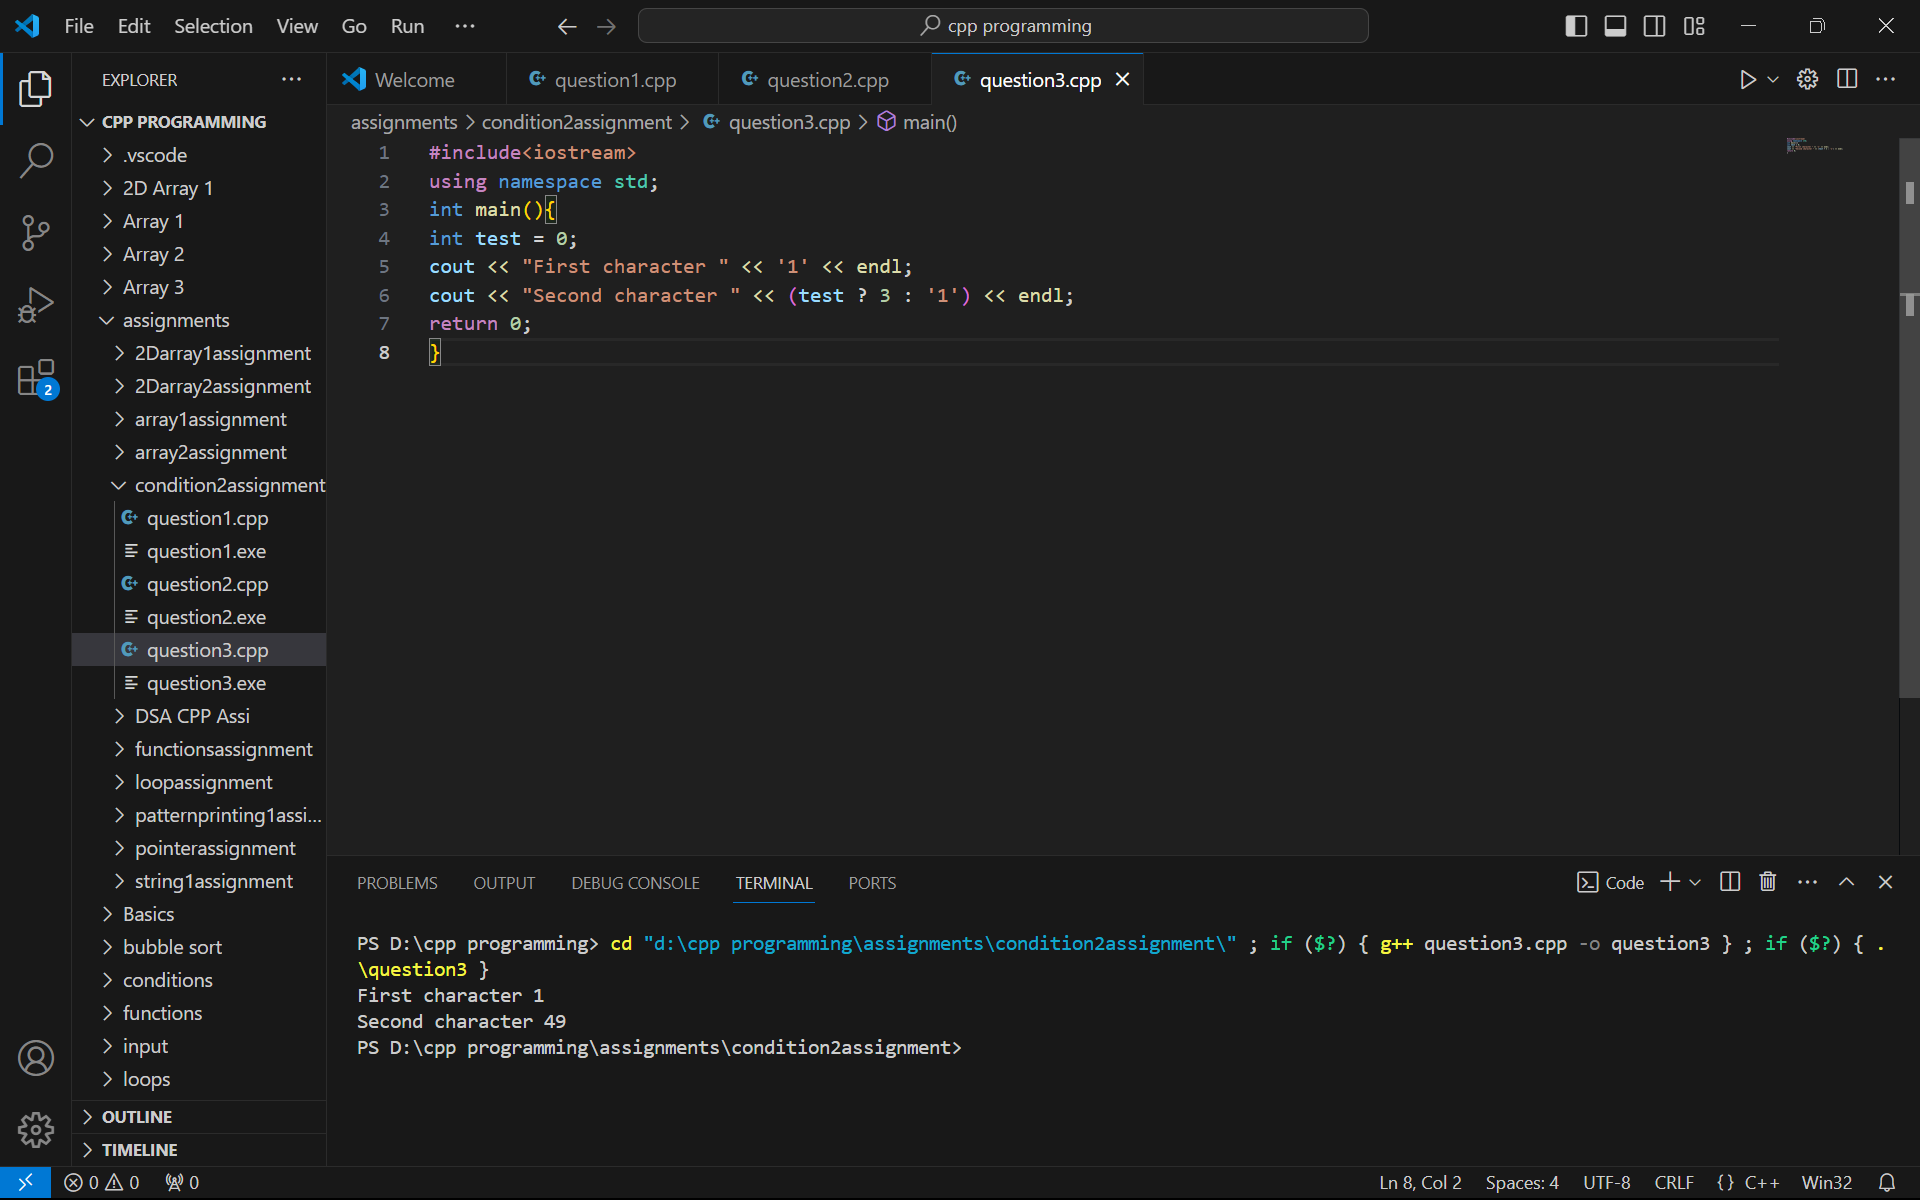 File Edit Selection View Go Run ···
cpp programming
EXPLORER ···
CPP PROGRAMMING
.vscode
2D Array 1
Array 1
Array 2
Array 3
assignments
2Darray1assignment
2Darray2assignment
array1assignment
array2assignment
condition2assignment
question1.cpp
question1.exe
question2.cpp
question2.exe
question3.cpp
question3.exe
DSA CPP Assi
functionsassignment
loopassignment
patternprinting1assi...
pointerassignment
string1assignment
Basics
bubble sort
conditions
functions
input
loops
OUTLINE
TIMELINE
2
Welcome question1.cpp question2.cpp question3.cpp
assignments > condition2assignment > question3.cpp > main()
1 #include<iostream>
2 using namespace std;
3 int main(){
4 int test = 0;
5 cout << "First character " << '1' << endl;
6 cout << "Second character " << (test ? 3 : '1') << endl;
7 return 0;
8 }
PROBLEMS OUTPUT DEBUG CONSOLE TERMINAL PORTS
Code
PS D:\cpp programming> cd "d:\cpp programming\assignments\condition2assignment\" ; if ($?) { g++ question3.cpp -o question3 } ; if ($?) { .
\question3 }
First character 1
Second character 49
PS D:\cpp programming\assignments\condition2assignment>
0 0 0
Ln 8, Col 2 Spaces: 4 UTF-8 CRLF {} C++ Win32